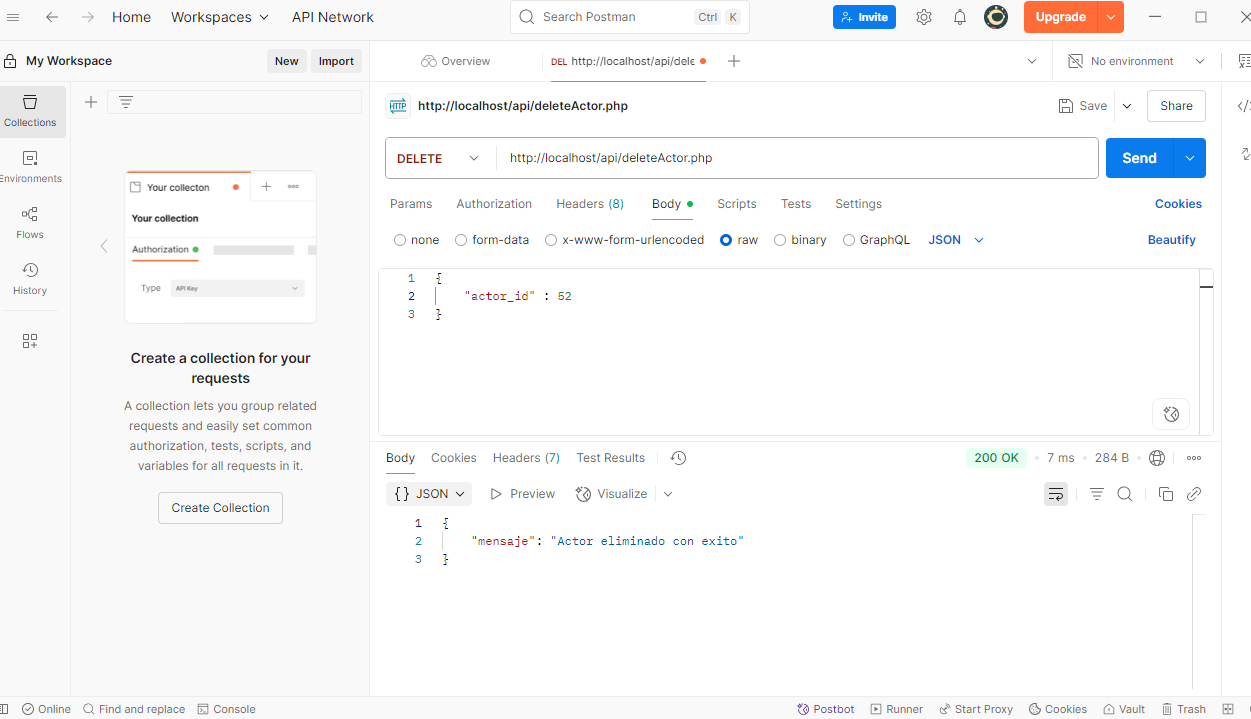 Home Workspaces API Network Search Postman Ctrl K Invite Upgrade
My Workspace New Import Overview DEL http://localhost/api/dele No environment
Collections
Environments
Flows
History
Your collecton
Your collection
Authorization
Type API Key
Create a collection for your
requests
A collection lets you group related
requests and easily set common
authorization, tests, scripts, and
variables for all requests in it.
Create Collection
HTTP http://localhost/api/deleteActor.php Save Share
DELETE http://localhost/api/deleteActor.php Send
Params Authorization Headers (8) Body Scripts Tests Settings Cookies
none form-data x-www-form-urlencoded raw binary GraphQL JSON Beautify
1 {
2 "actor_id" : 52
3 }
Body Cookies Headers (7) Test Results 200 OK 7 ms 284 B
{} JSON Preview Visualize
1 {
2 "mensaje": "Actor eliminado con exito"
3 }
Online Find and replace Console Postbot Runner Start Proxy Cookies Vault Trash